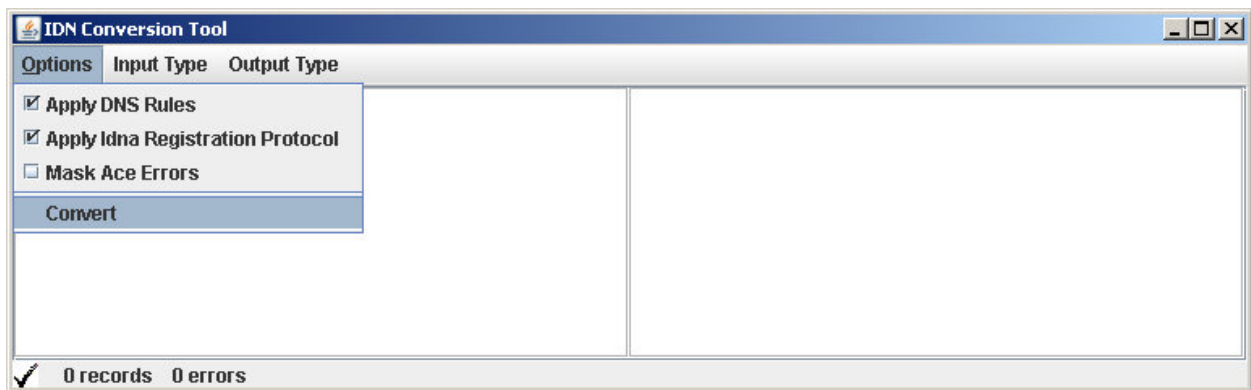 IDN Conversion Tool
Options Input Type Output Type
Apply DNS Rules
Apply Idna Registration Protocol
Mask Ace Errors
Convert
0 records 0 errors